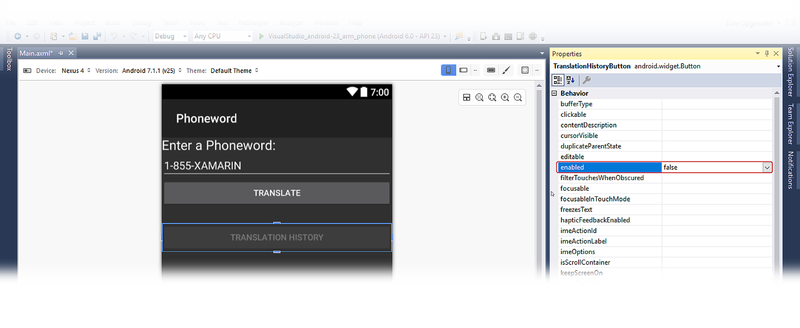 Debug Any CPU VisualStudio_android-23_arm_phone (Android 6.0 - API 23)
Toolbox
Main.axml*
Device: Nexus 4 Version: Android 7.1.1 (v25) Theme: Default Theme
7:00
Phoneword
Enter a Phoneword:
1-855-XAMARIN
TRANSLATE
TRANSLATION HISTORY
Properties
TranslationHistoryButton android.widget.Button
Behavior
bufferType
clickable
contentDescription
cursorVisible
duplicateParentState
editable
enabled false
filterTouchesWhenObscured
focusable
focusableInTouchMode
freezesText
hapticFeedbackEnabled
imeActionId
imeActionLabel
imeOptions
isScrollContainer
keepScreenOn
Solution Explorer
Team Explorer
Notifications